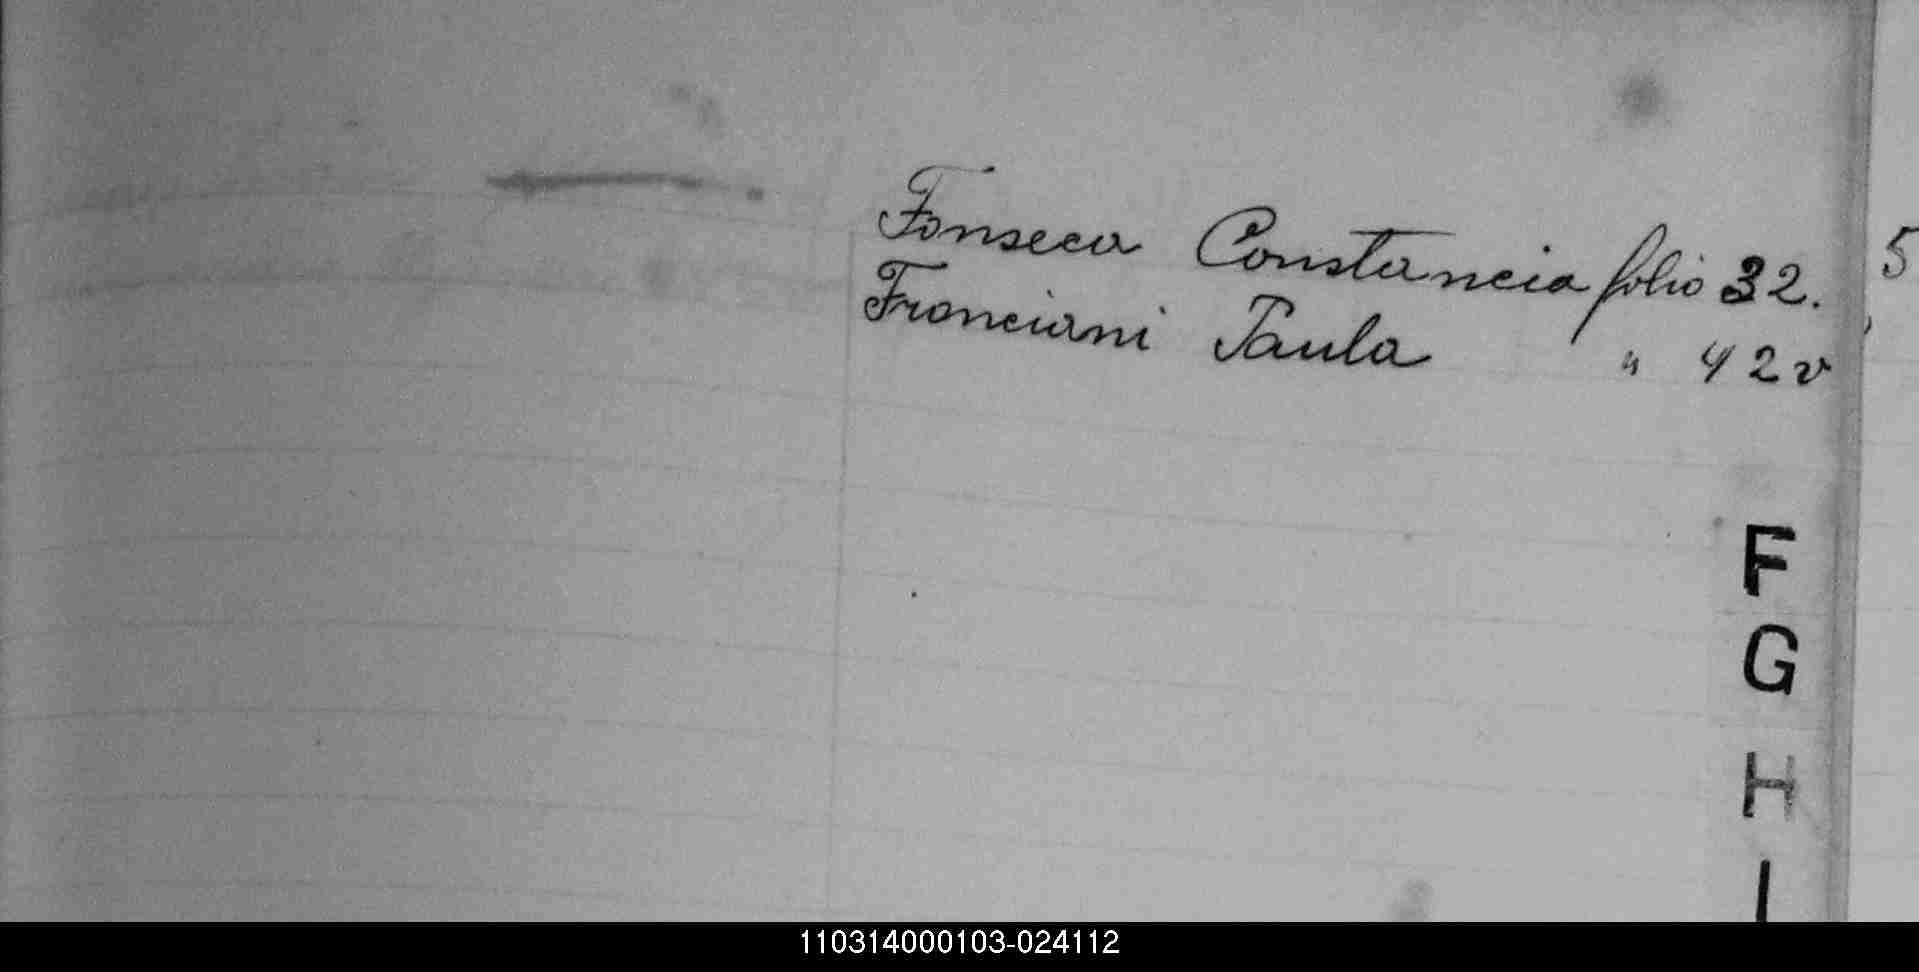 Fonseca Constancia folio 32.
Franciani Paula " 42v
5
F
G
H
I
110314000103-024112